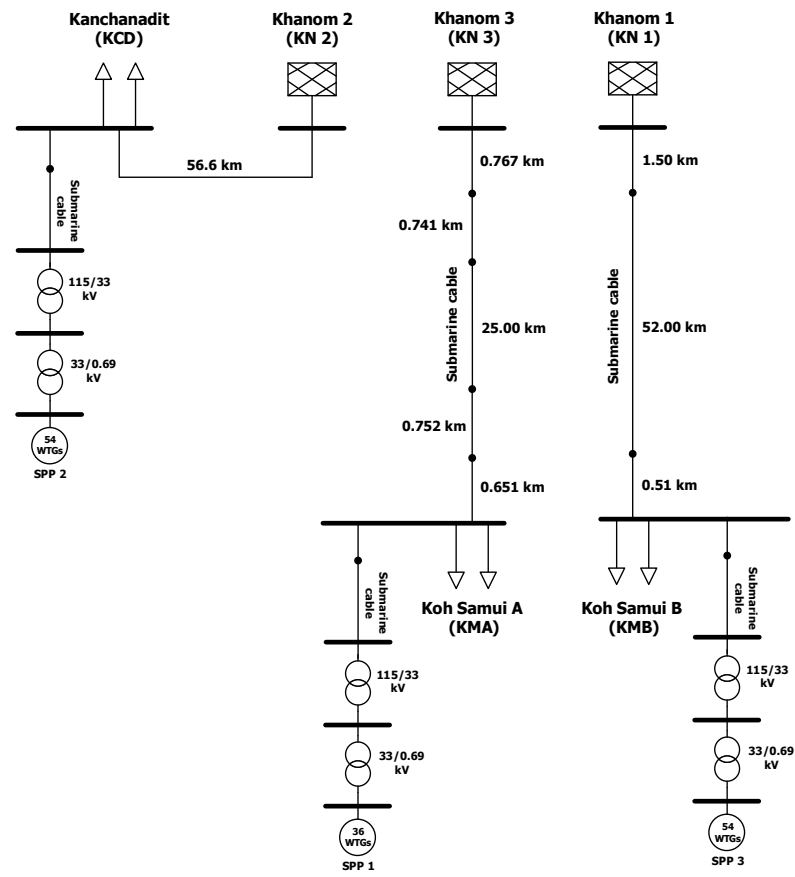 Kanchanadit
(KCD)
Khanom 2
(KN 2)
Khanom 3
(KN 3)
Khanom 1
(KN 1)
56.6 km
0.767 km
1.50 km
Submarine
cable
0.741 km
115/33
kV
Submarine cable
25.00 km
Submarine cable
52.00 km
33/0.69
kV
0.752 km
54
WTGs
SPP 2
0.651 km
0.51 km
Submarine
cable
Koh Samui A
(KMA)
Koh Samui B
(KMB)
Submarine
cable
115/33
kV
115/33
kV
33/0.69
kV
33/0.69
kV
36
WTGs
SPP 1
54
WTGs
SPP 3